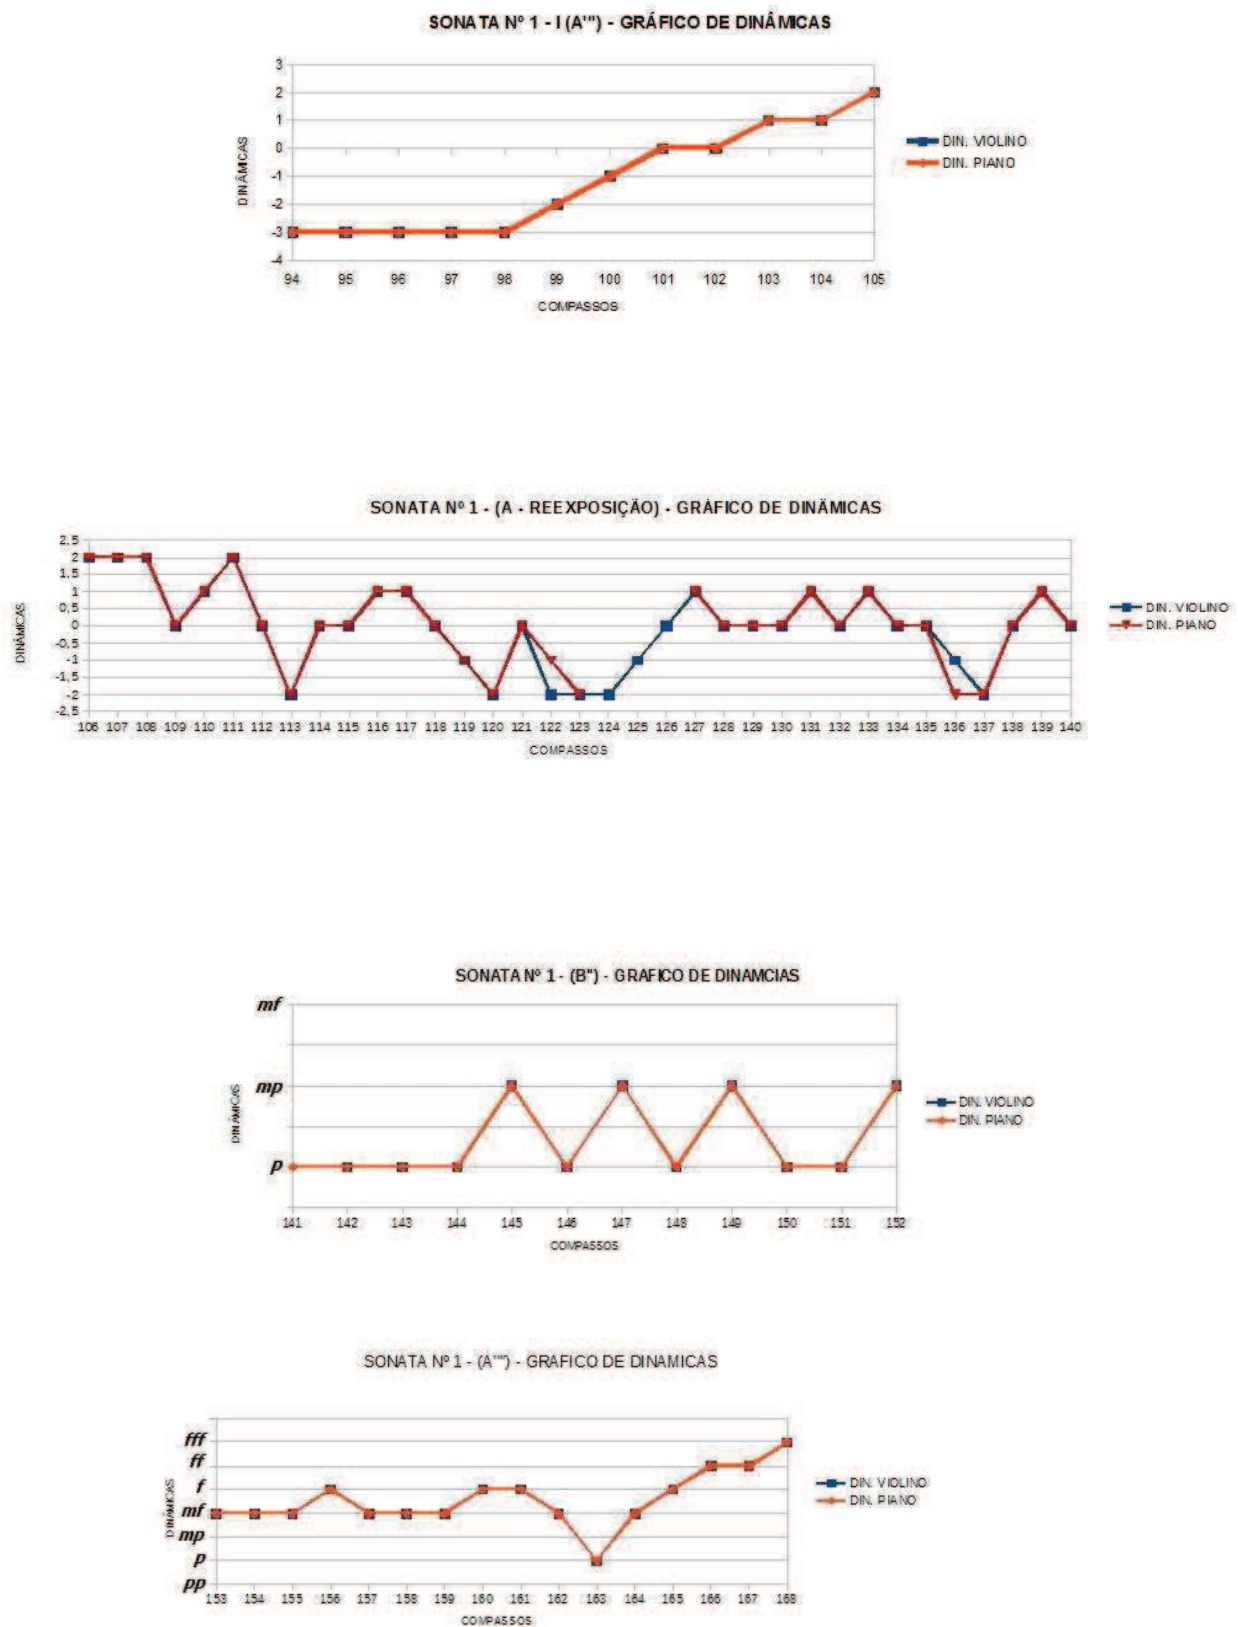 SONATA Nº 1 - I (A''') - GRÁFICO DE DINÂMICAS
3
2
1
0
-1
-2
-3
-4
DINÂMICAS
94 95 96 97 98 99 100 101 102 103 104 105
COMPASSOS
DIN. VIOLINO
DIN. PIANO
SONATA Nº 1 - (A - REEXPOSIÇÃO) - GRÁFICO DE DINÂMICAS
2,5
2
1,5
1
0,5
0
-0,5
-1
-1,5
-2
-2,5
DINÂMICAS
106 107 108 109 110 111 112 113 114 115 116 117 118 119 120 121 122 123 124 125 126 127 128 129 130 131 132 133 134 135 136 137 138 139 140
COMPASSOS
DIN. VIOLINO
DIN. PIANO
SONATA Nº 1 - (B") - GRAFICO DE DINAMCIAS
mf
mp
p
DINÂMICAS
141 142 143 144 145 146 147 148 149 150 151 152
COMPASSOS
DIN. VIOLINO
DIN. PIANO
SONATA Nº 1 - (A"") - GRAFICO DE DINAMICAS
fff
ff
f
mf
mp
p
pp
DINÂMICAS
153 154 155 156 157 158 159 160 161 162 163 164 165 166 167 168
COMPASSOS
DIN. VIOLINO
DIN. PIANO